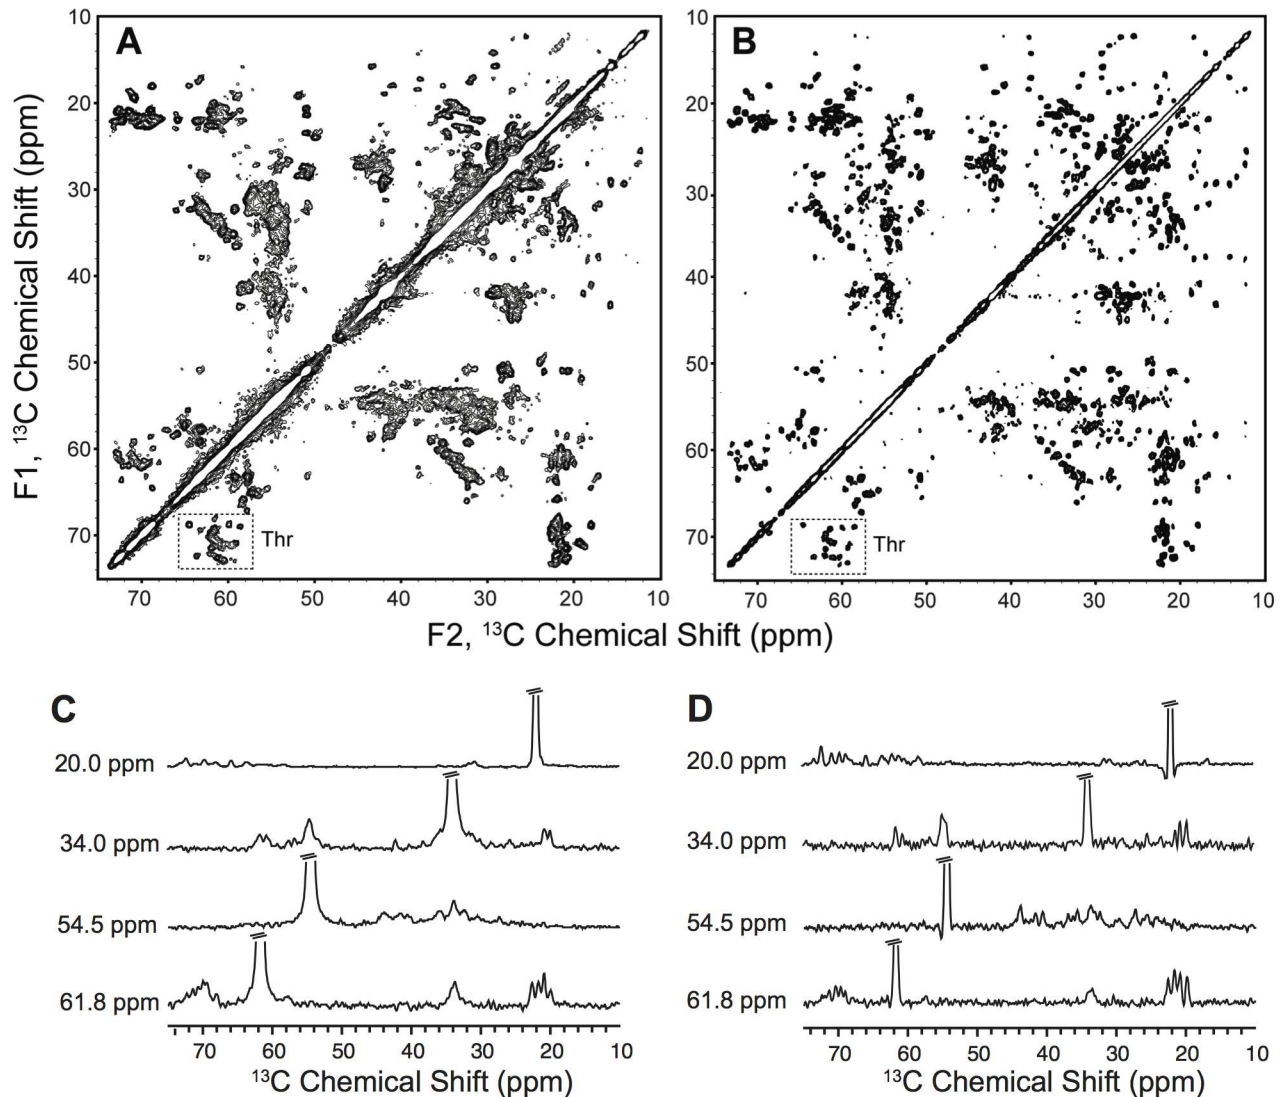 A
B
10
20
30
40
50
60
70
F1, ¹³C Chemical Shift (ppm)
Thr
70 60 50 40 30 20 10
10
20
30
40
50
60
70
Thr
70 60 50 40 30 20 10
F2, ¹³C Chemical Shift (ppm)
C
20.0 ppm
34.0 ppm
54.5 ppm
61.8 ppm
70 60 50 40 30 20 10
¹³C Chemical Shift (ppm)
D
20.0 ppm
34.0 ppm
54.5 ppm
61.8 ppm
70 60 50 40 30 20 10
¹³C Chemical Shift (ppm)